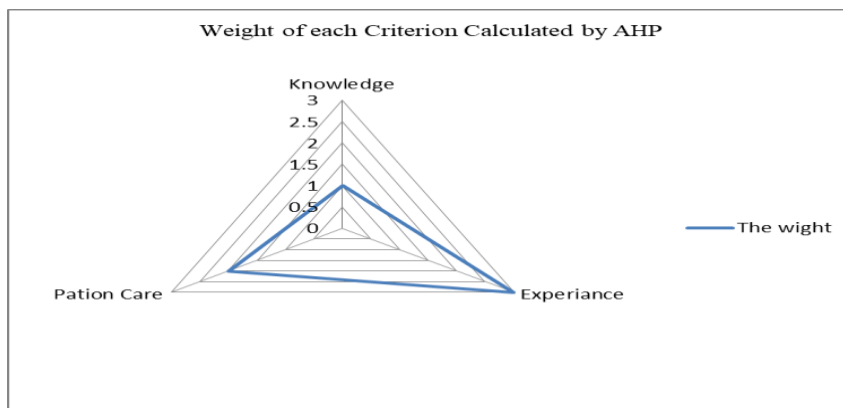 Weight of each Criterion Calculated by AHP
Knowledge
3
2.5
2
1.5
1
0.5
0
The wight
Pation Care
Experiance